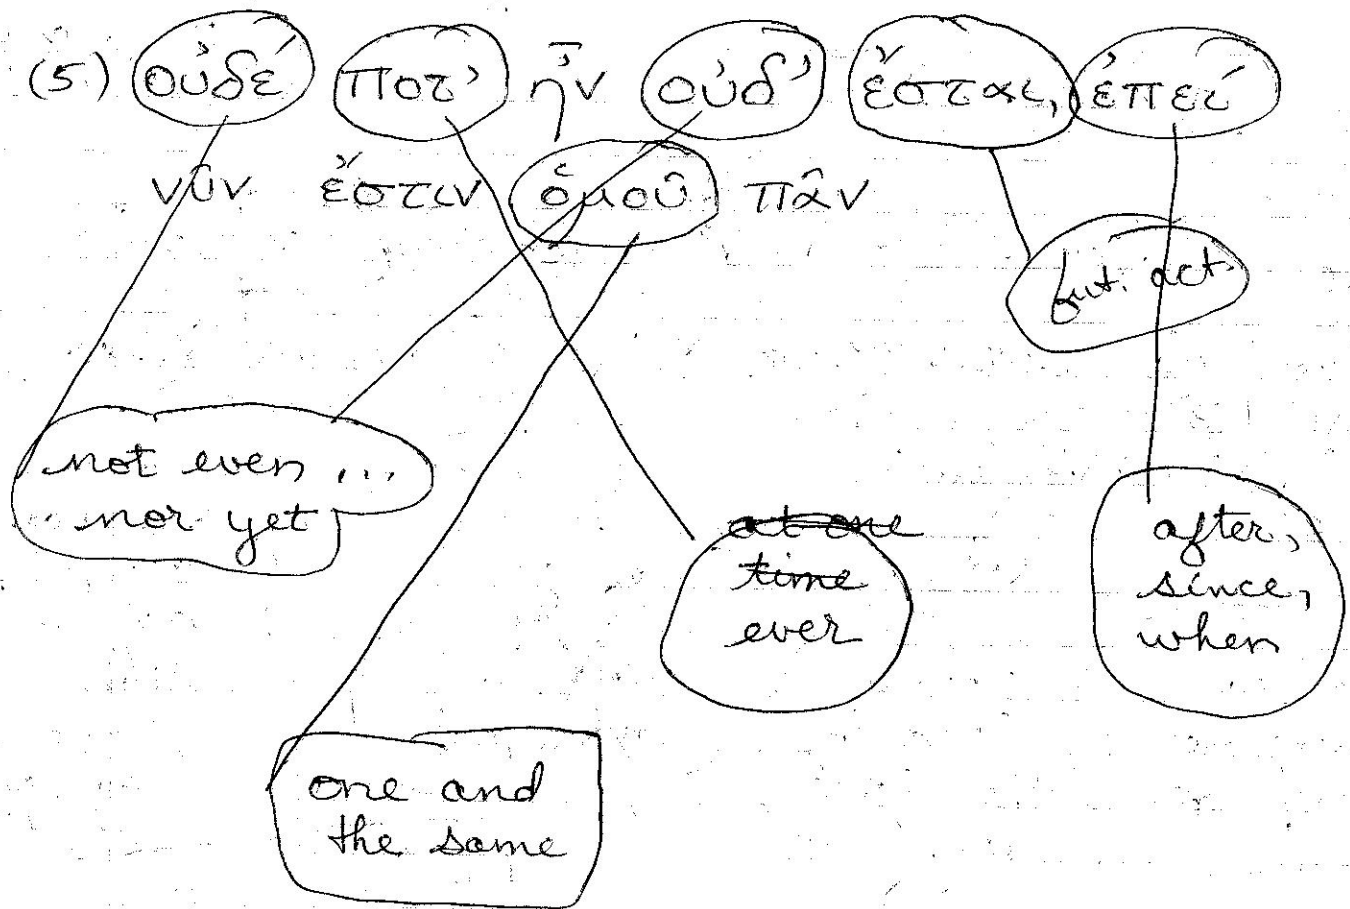 (5) οὐδέ ποτ' ἦν οὐδ' ἔσται, ἐπεί
νῦν ἔστιν ὁμοῦ πᾶν
fut. act.
not even ...
... nor yet
at one
time
ever
after,
since,
when
one and
the same